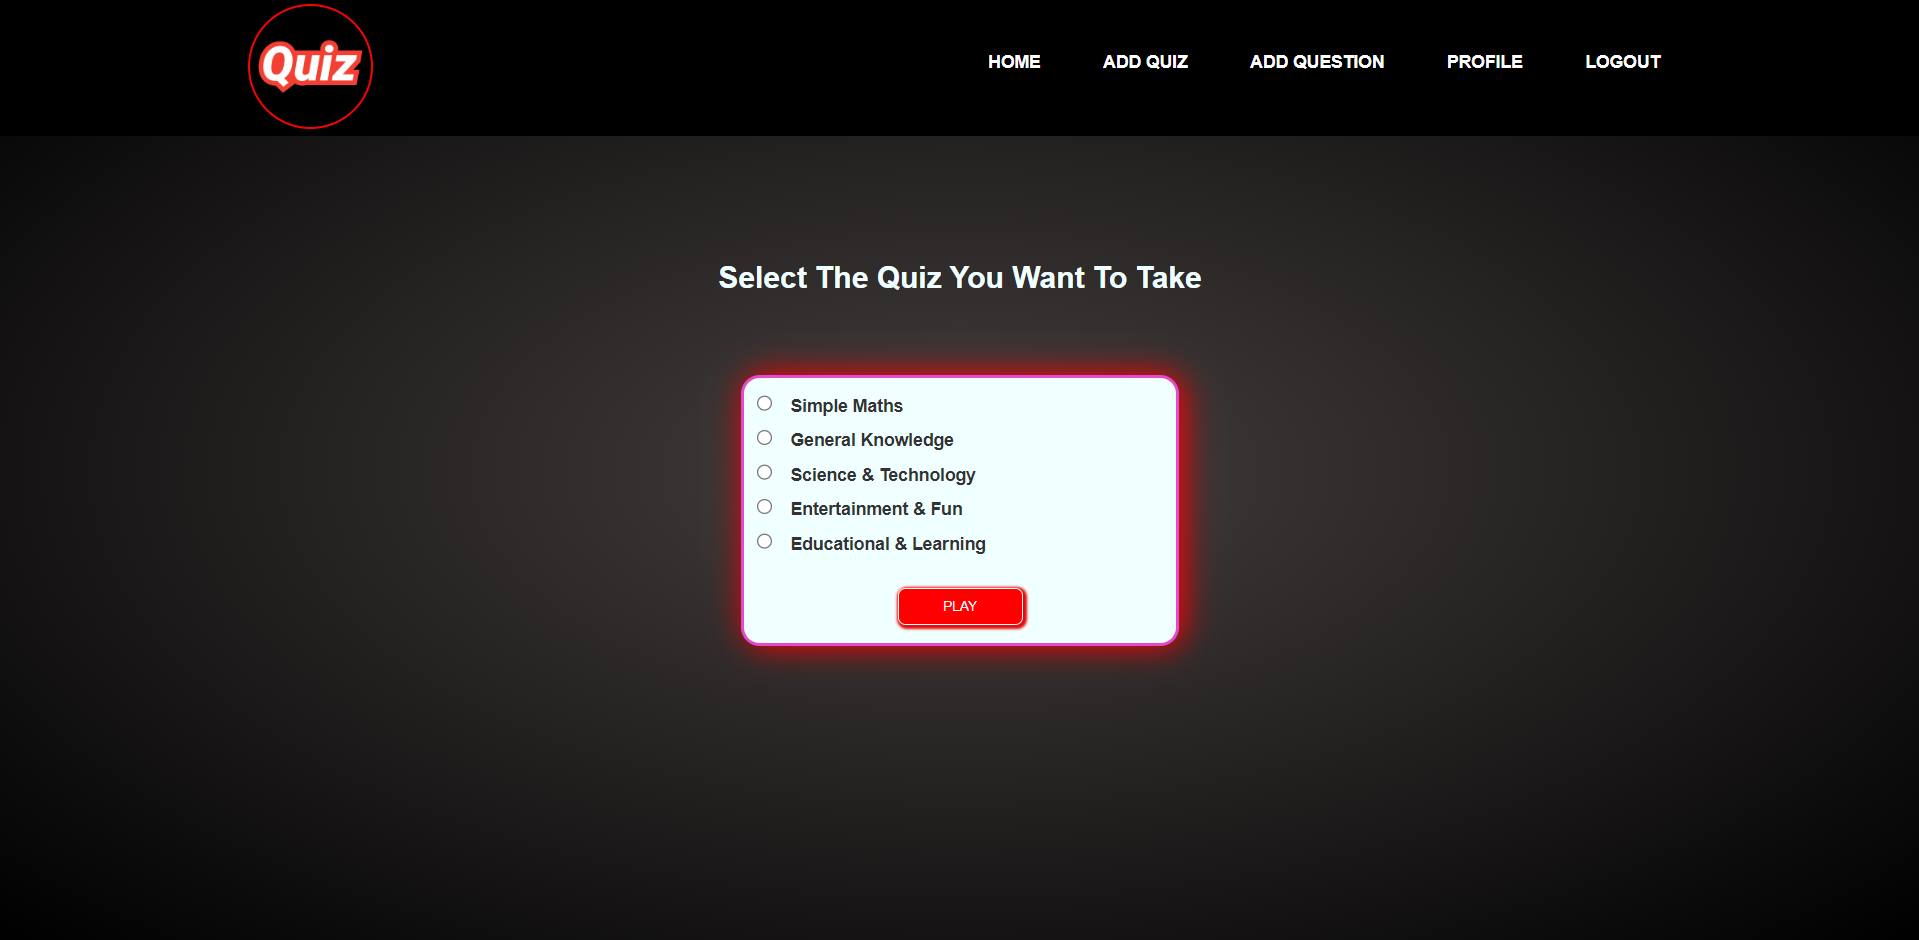 Quiz
HOME ADD QUIZ ADD QUESTION PROFILE LOGOUT
Select The Quiz You Want To Take
Simple Maths
General Knowledge
Science & Technology
Entertainment & Fun
Educational & Learning
PLAY